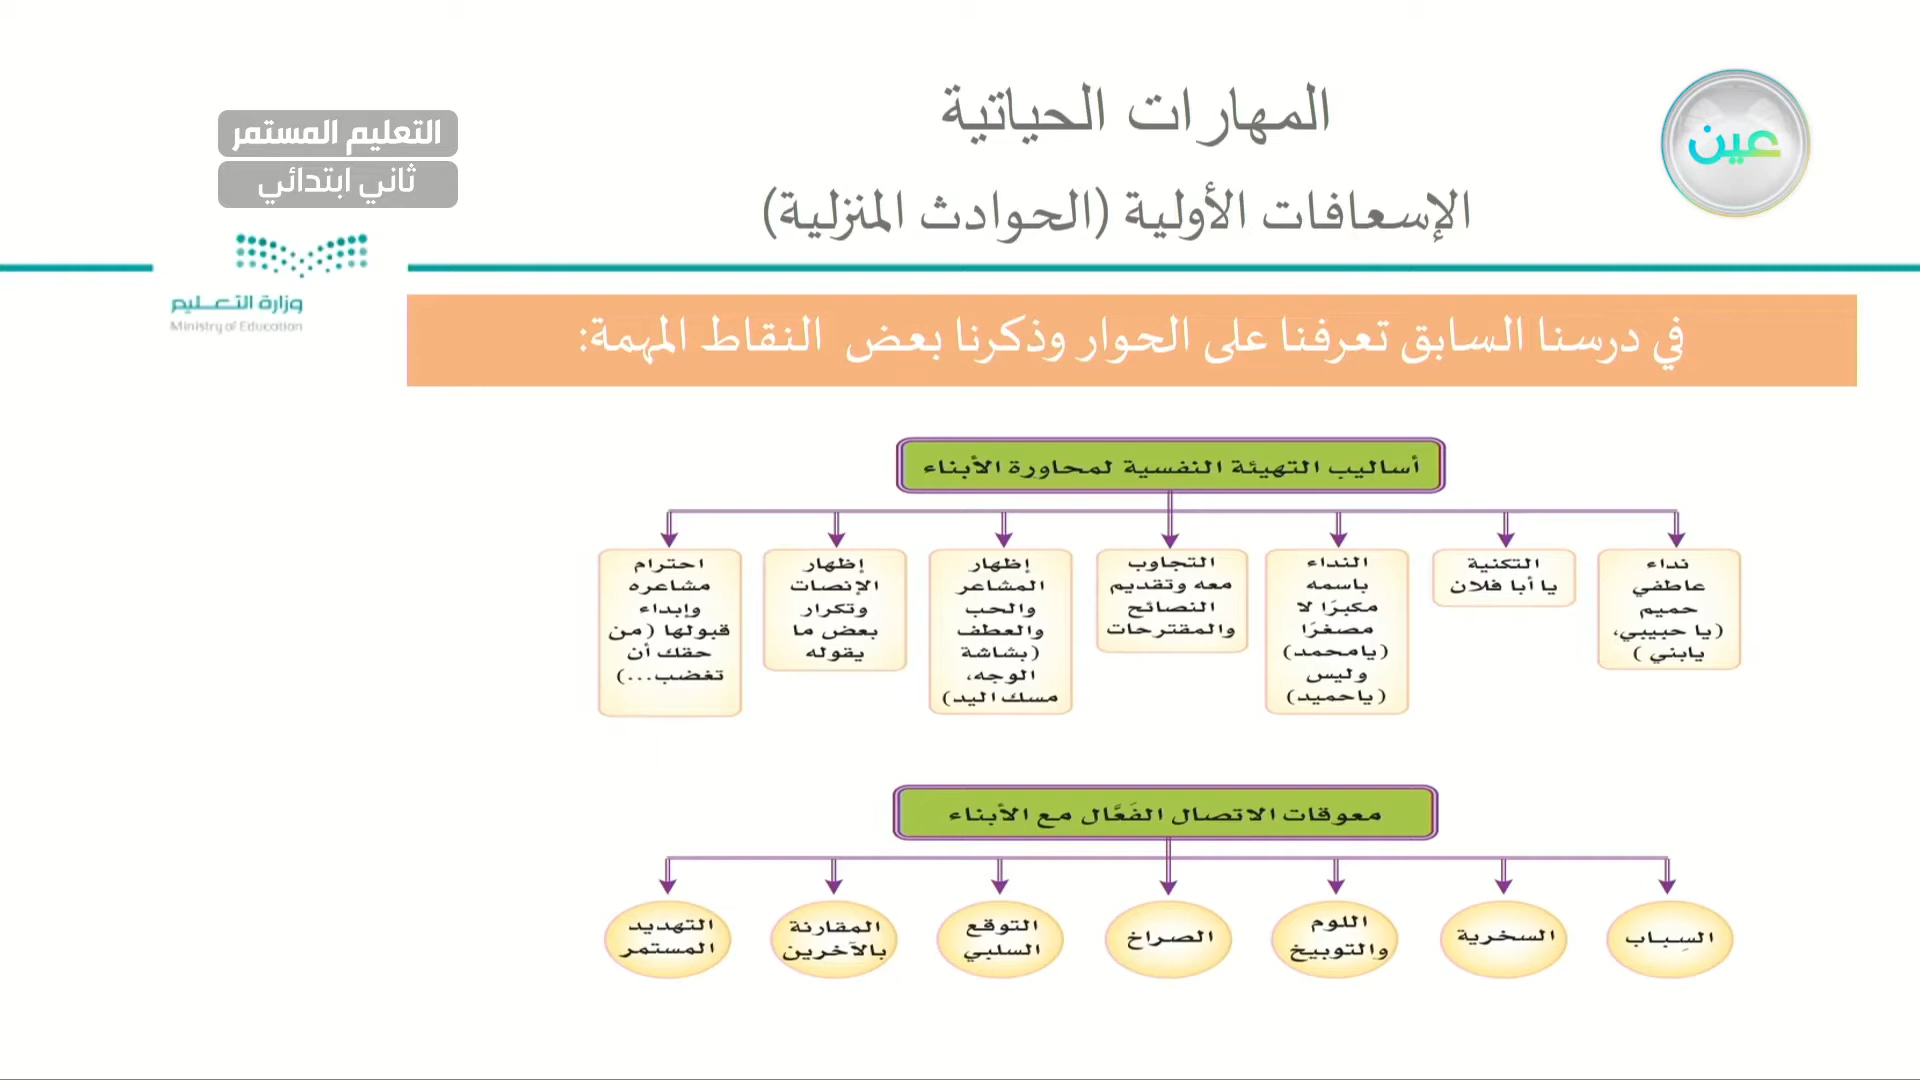 المهارات الحياتية
الإسعافات الأولية (الحوادث المنزلية)
عين
التعليم المستمر
ثاني ابتدائي
وزارة التعليم
Ministry of Education
في درسنا السابق تعرفنا على الحوار وذكرنا بعض النقاط المهمة:
أساليب التهيئة النفسية لمحاورة الأبناء
نداء
عاطفي
حميم
(يا حبيبي،
يابني )
التكنية
يا أبا فلان
النداء
باسمه
مكبرًا لا
مصغرًا
(يامحمد)
وليس
(ياحميد)
التجاوب
معه وتقديم
النصائح
والمقترحات
إظهار
المشاعر
والحب
والعطف
(بشاشة
الوجه،
مسك اليد)
إظهار
الإنصات
وتكرار
بعض ما
يقوله
احترام
مشاعره
وإبداء
قبولها (من
حقك أن
تغضب...)
معوقات الاتصال الفَعَّال مع الأبناء
السِباب
السخرية
اللوم
والتوبيخ
الصراخ
التوقع
السلبي
المقارنة
بالآخرين
التهديد
المستمر